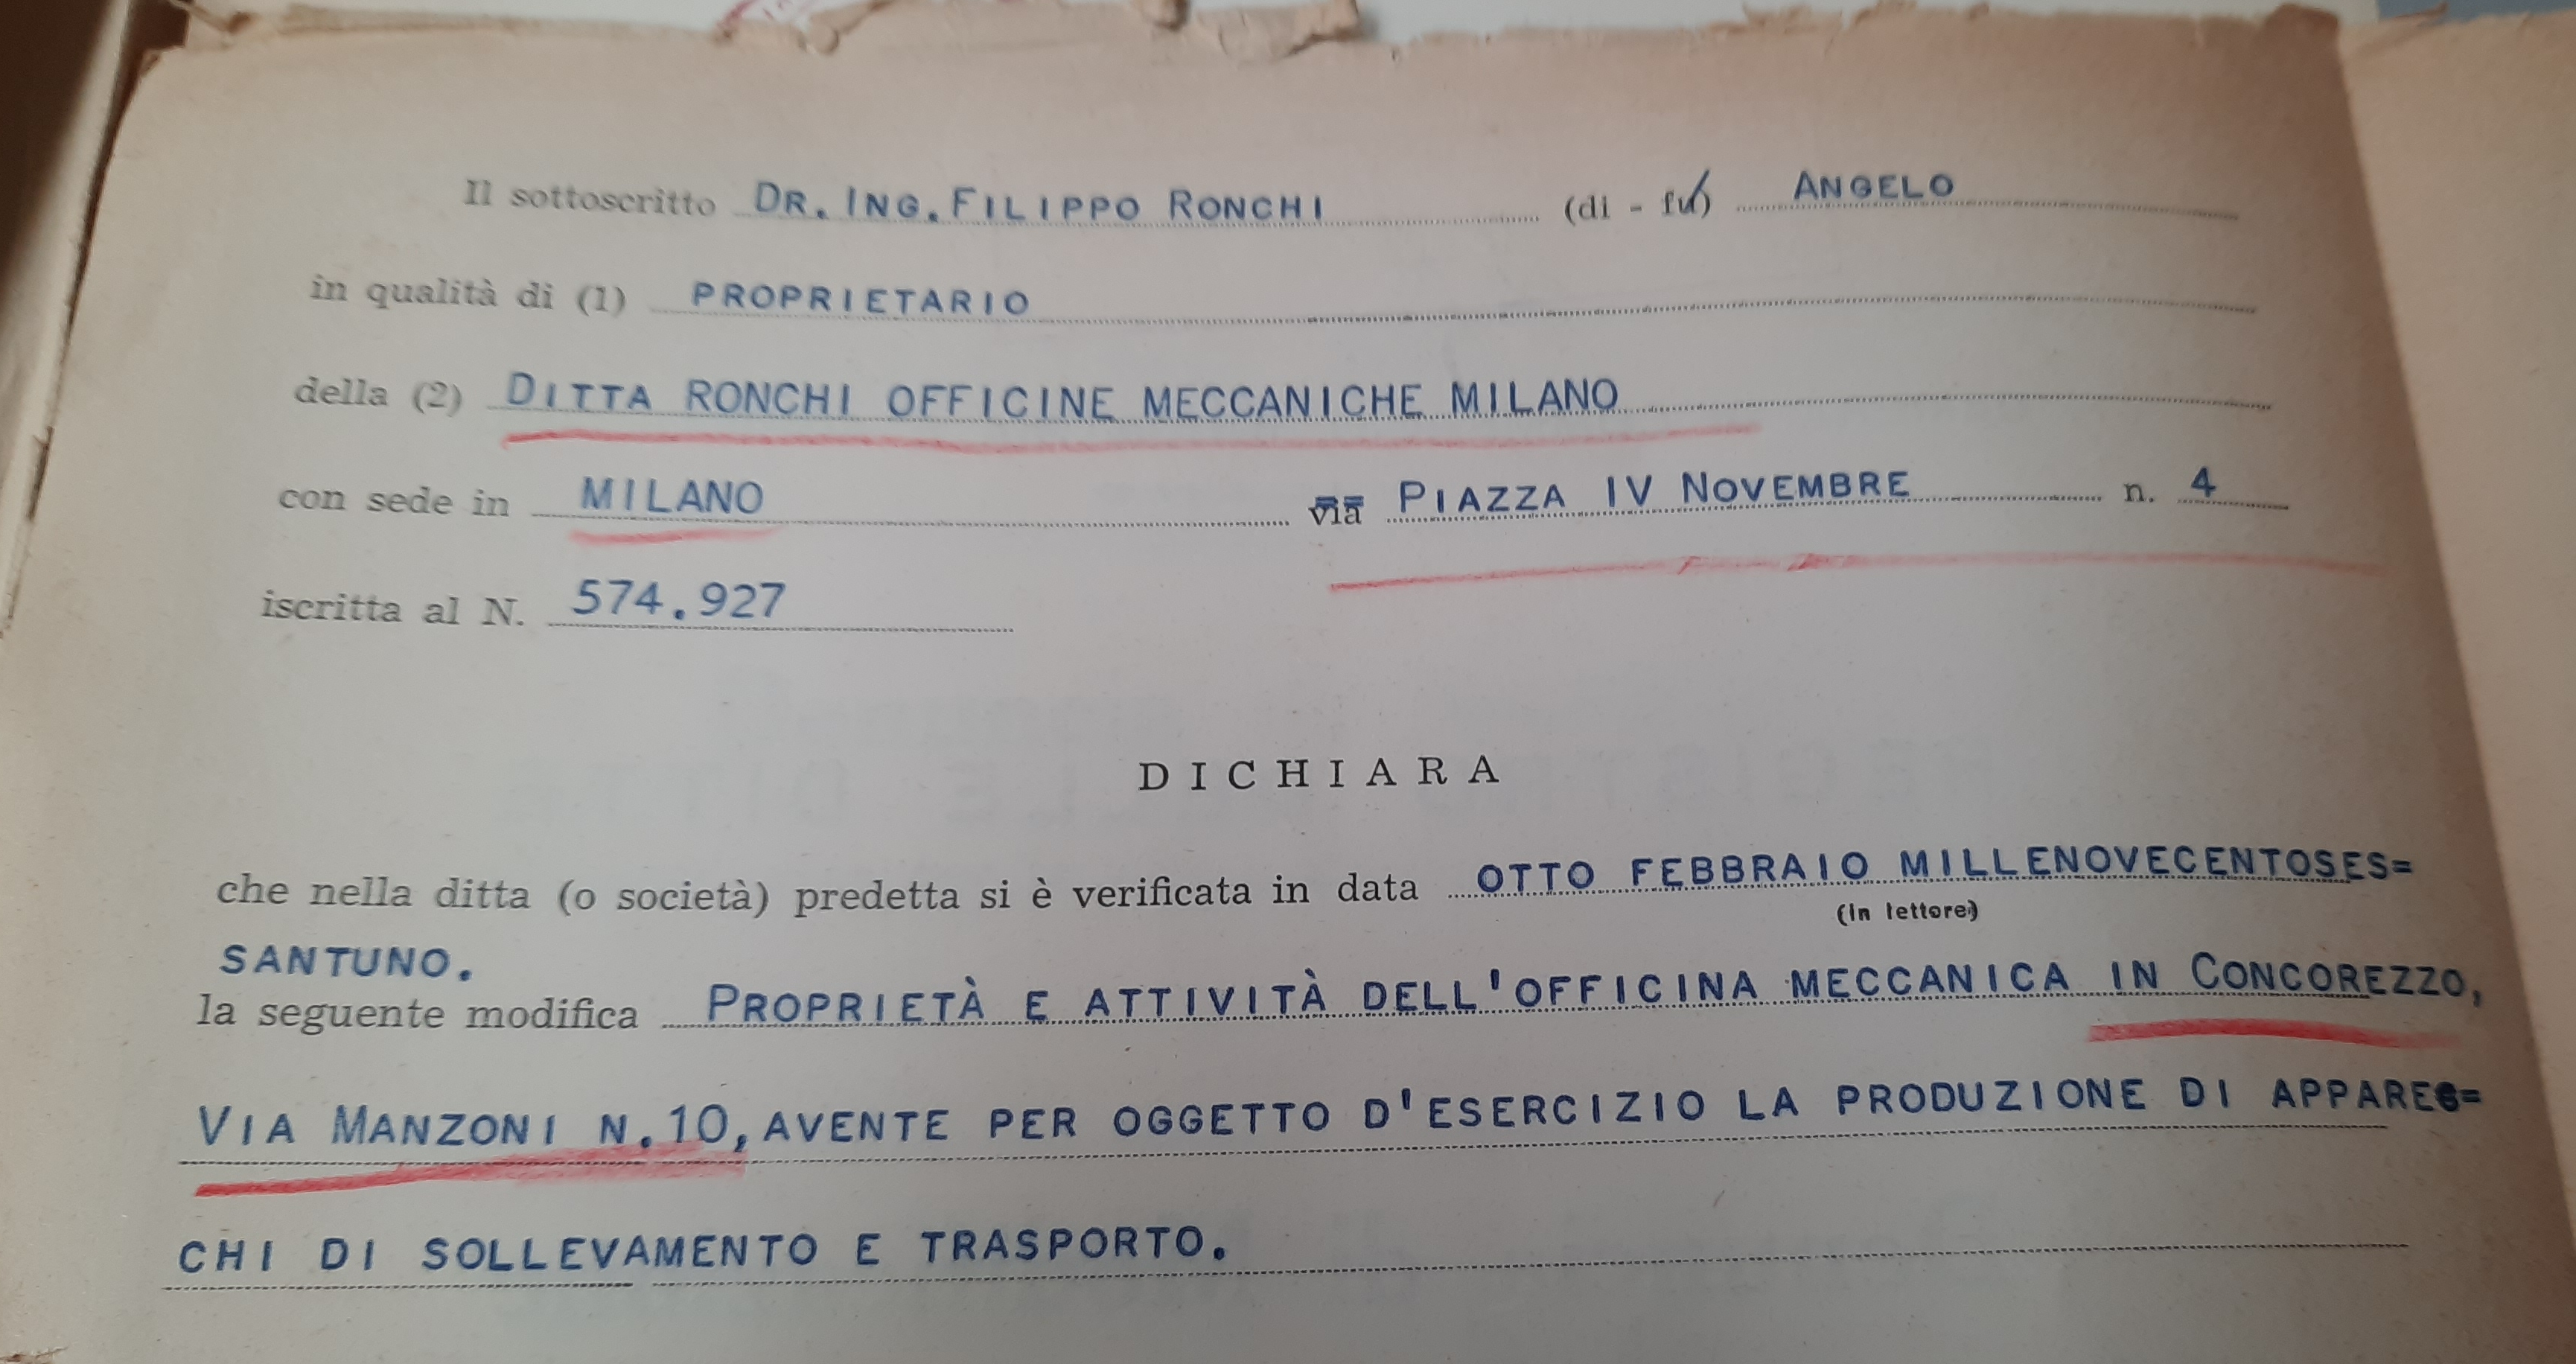 Il sottoscritto DR. ING. FILIPPO RONCHI (di - fu) ANGELO
in qualità di (1) PROPRIETARIO
della (2) DITTA RONCHI OFFICINE MECCANICHE MILANO
con sede in MILANO via PIAZZA IV NOVEMBRE n. 4
iscritta al N. 574.927
DICHIARA
che nella ditta (o società) predetta si è verificata in data OTTO FEBBRAIO MILLENOVECENTOSES=
(in lettere)
SANTUNO.
la seguente modifica PROPRIETÀ E ATTIVITÀ DELL'OFFICINA MECCANICA IN CONCOREZZO,
VIA MANZONI N.10, AVENTE PER OGGETTO D'ESERCIZIO LA PRODUZIONE DI APPAREC=
CHI DI SOLLEVAMENTO E TRASPORTO.